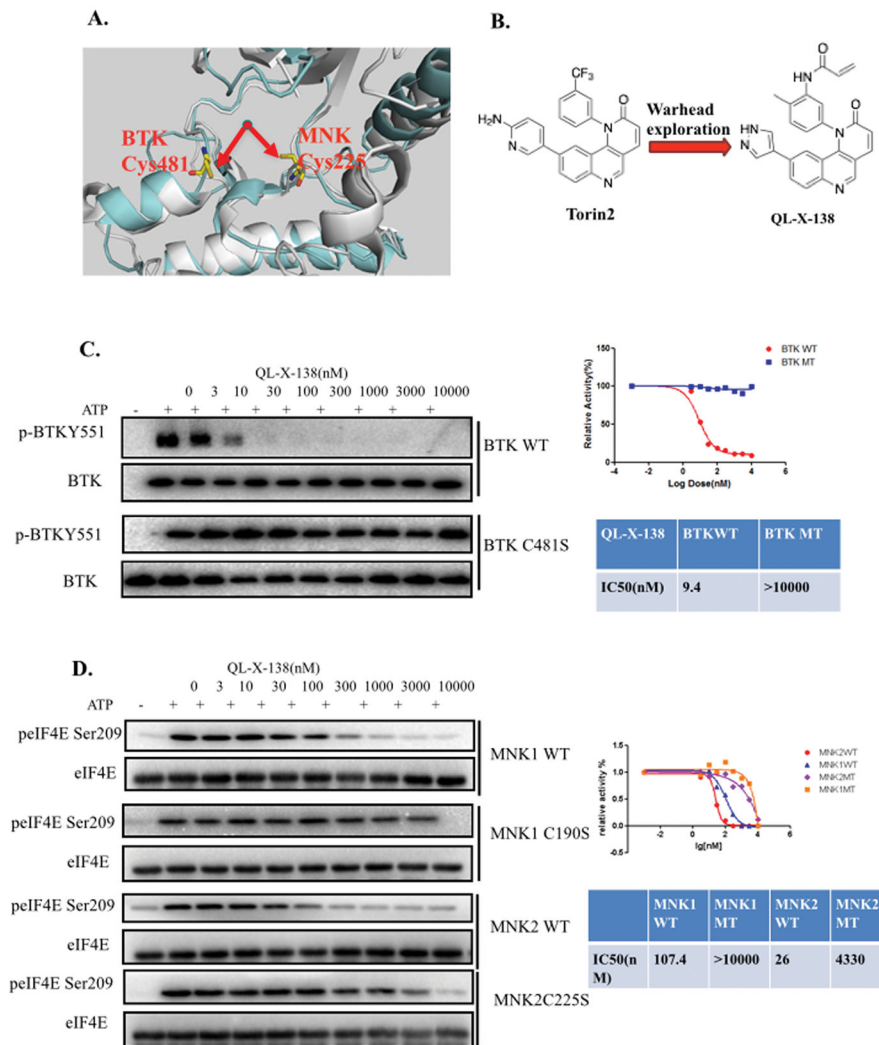 A.
BTK
Cys481
MNK
Cys225
B.
CF3
H2N
N
N
O
N
Torin2
Warhead
exploration
O
HN
HN
N
N
O
N
QL-X-138
C.
QL-X-138(nM)
0 3 10 30 100 300 1000 3000 10000
ATP - + + + + + + + + +
p-BTKY551
BTK
BTK WT
p-BTKY551
BTK
BTK C481S
BTK WT
BTK MT
Relative Activity(%)
150
100
50
0
-4 -2 0 2 4 6
Log Dose(nM)
QL-X-138 BTKWT BTK MT
IC50(nM) 9.4 >10000
D.
QL-X-138(nM)
0 3 10 30 100 300 1000 3000 10000
ATP - + + + + + + + + +
peIF4E Ser209
eIF4E
MNK1 WT
peIF4E Ser209
eIF4E
MNK1 C190S
peIF4E Ser209
eIF4E
MNK2 WT
peIF4E Ser209
eIF4E
MNK2C225S
MNK2WT
MNK1WT
MNK2MT
MNK1MT
relative activity %
1.5
1.0
0.5
0.0
-4 -2 0 2 4 6
lg[nM]
MNK1 WT MNK1 MT MNK2 WT MNK2 MT
IC50(nM) 107.4 >10000 26 4330